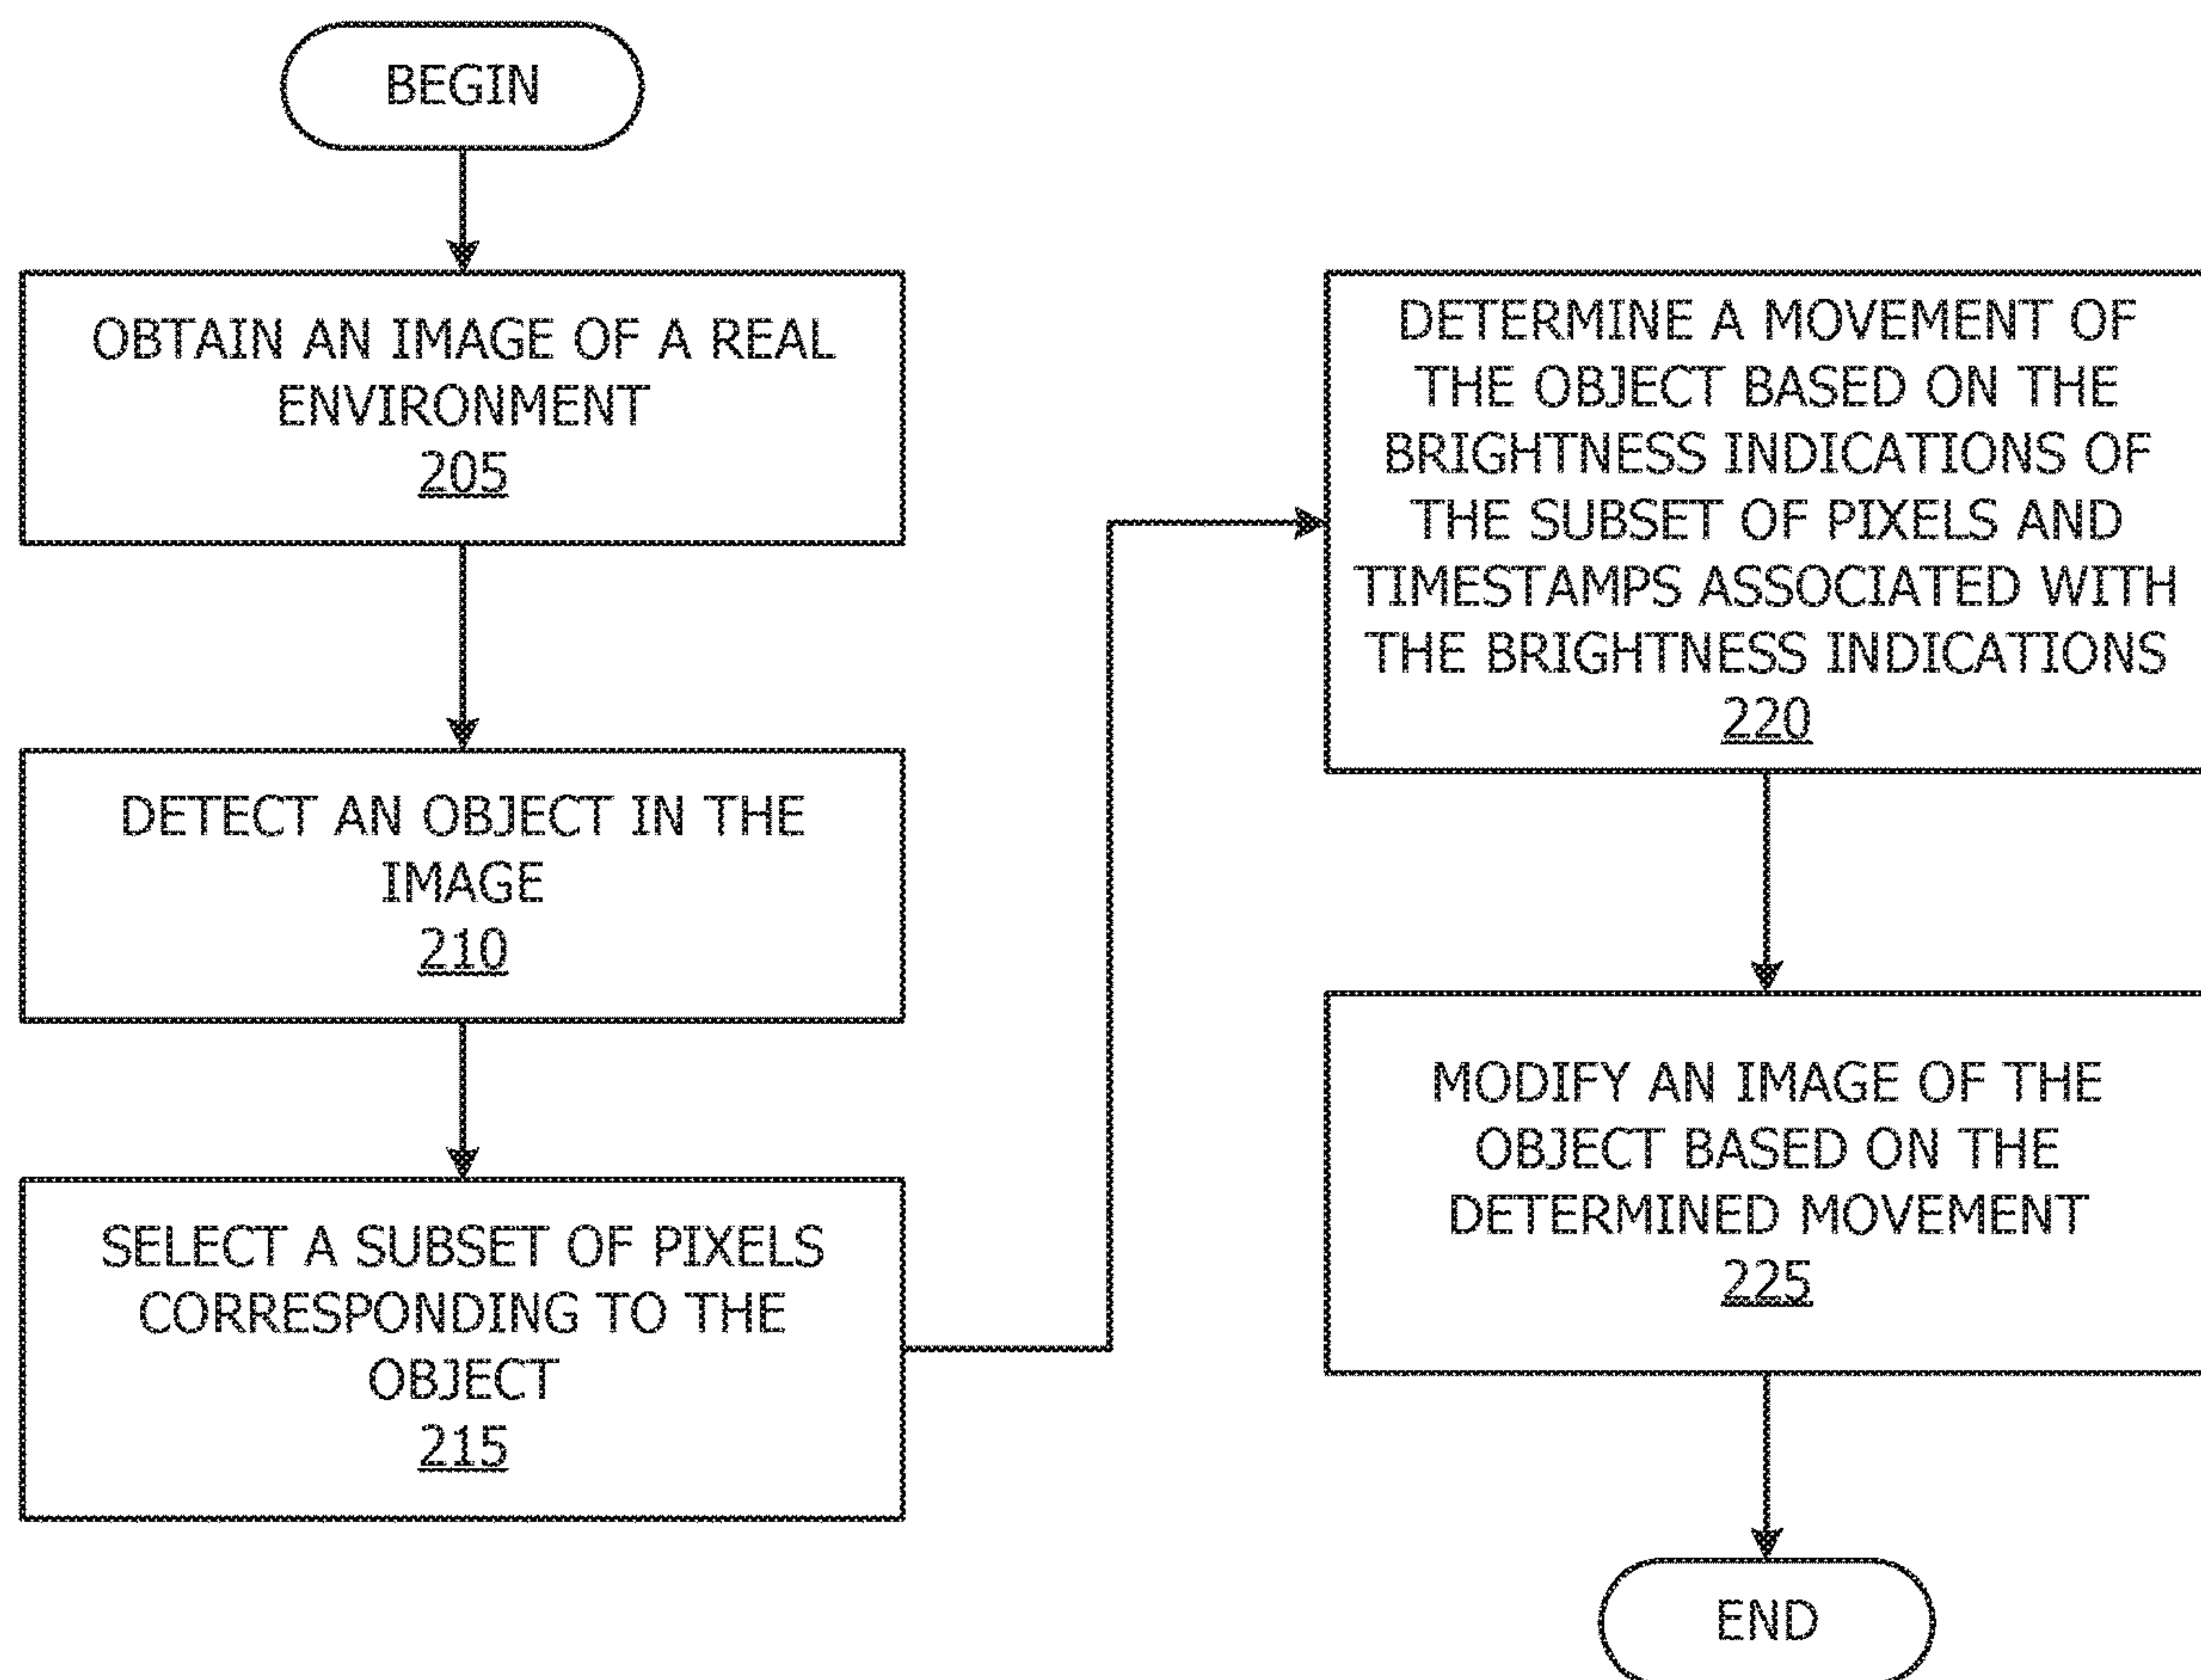 BEGIN
OBTAIN AN IMAGE OF A REAL
ENVIRONMENT
205
DETECT AN OBJECT IN THE
IMAGE
210
SELECT A SUBSET OF PIXELS
CORRESPONDING TO THE
OBJECT
215
DETERMINE A MOVEMENT OF
THE OBJECT BASED ON THE
BRIGHTNESS INDICATIONS OF
THE SUBSET OF PIXELS AND
TIMESTAMPS ASSOCIATED WITH
THE BRIGHTNESS INDICATIONS
220
MODIFY AN IMAGE OF THE
OBJECT BASED ON THE
DETERMINED MOVEMENT
225
END